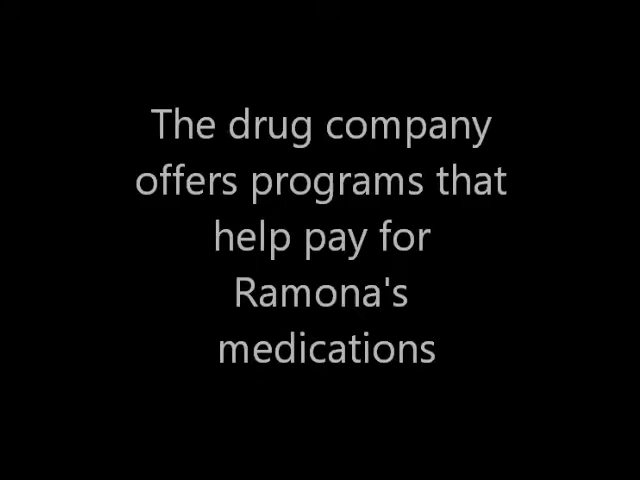 The drug company
offers programs that
help pay for
Ramona's
medications